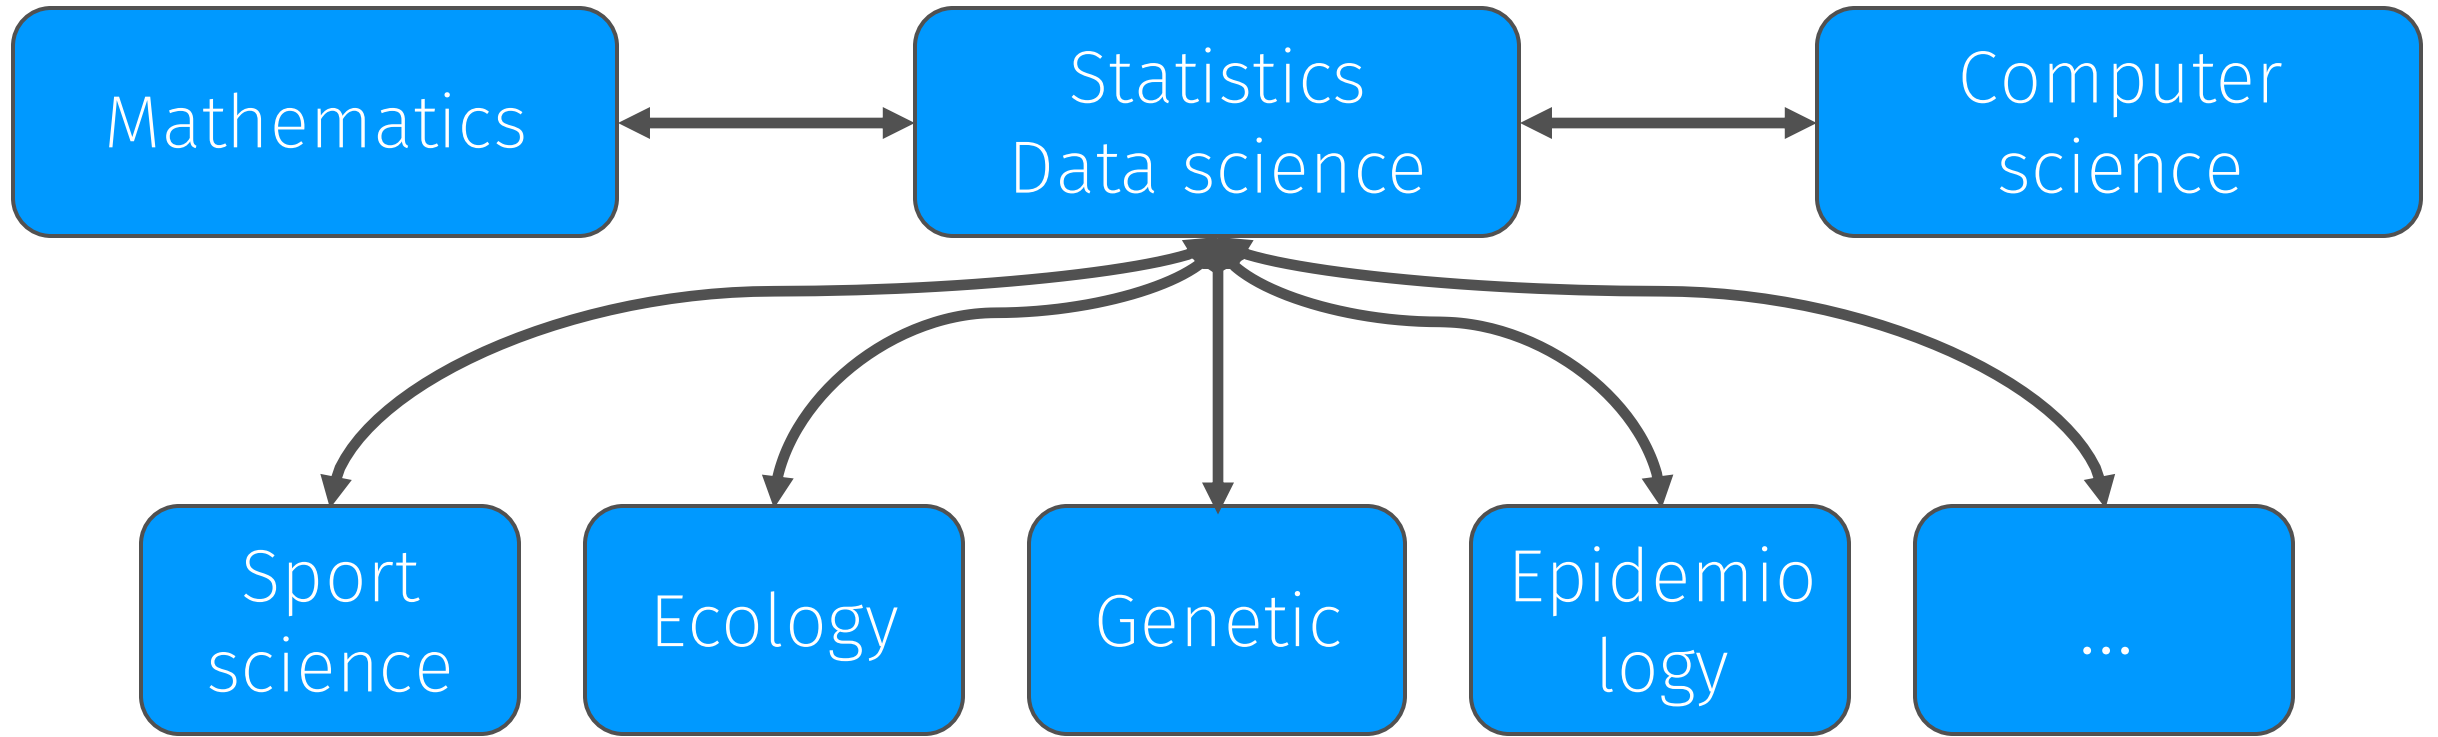 Mathematics
Statistics
Data science
Computer
science
Sport
science
Ecology
Genetic
Epidemio
logy
...